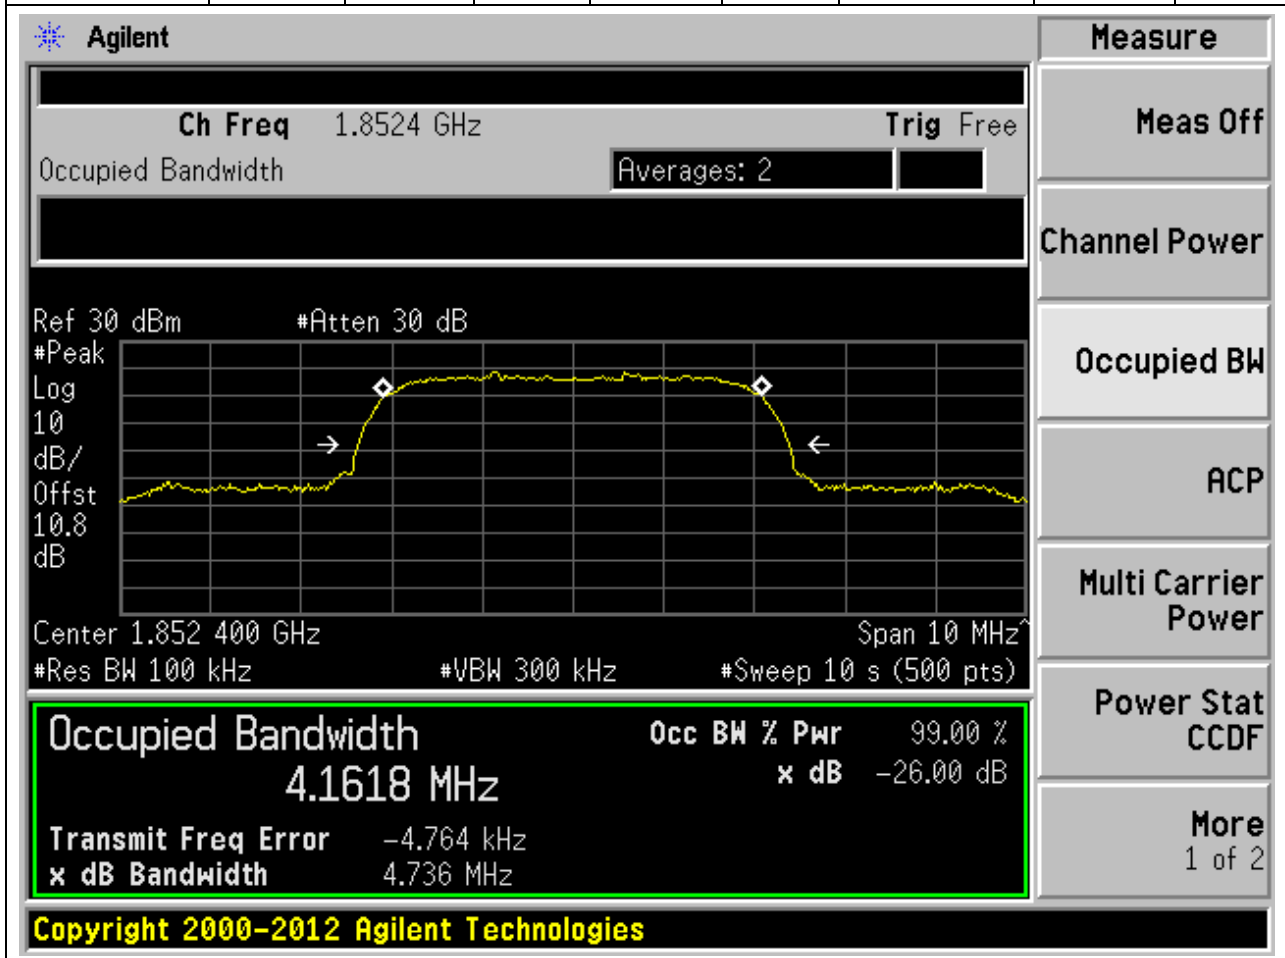 Agilent
Measure
Ch Freq 1.8524 GHz Trig Free
Occupied Bandwidth Averages: 2
Ref 30 dBm #Atten 30 dB
#Peak
Log
10
dB/
Offst
10.8
dB
Center 1.852 400 GHz Span 10 MHz^
#Res BW 100 kHz #VBW 300 kHz #Sweep 10 s (500 pts)
Occupied Bandwidth Occ BW % Pwr 99.00 %
4.1618 MHz x dB -26.00 dB
Transmit Freq Error -4.764 kHz
x dB Bandwidth 4.736 MHz
Meas Off
Channel Power
Occupied BW
ACP
Multi Carrier
Power
Power Stat
CCDF
More
1 of 2
Copyright 2000-2012 Agilent Technologies